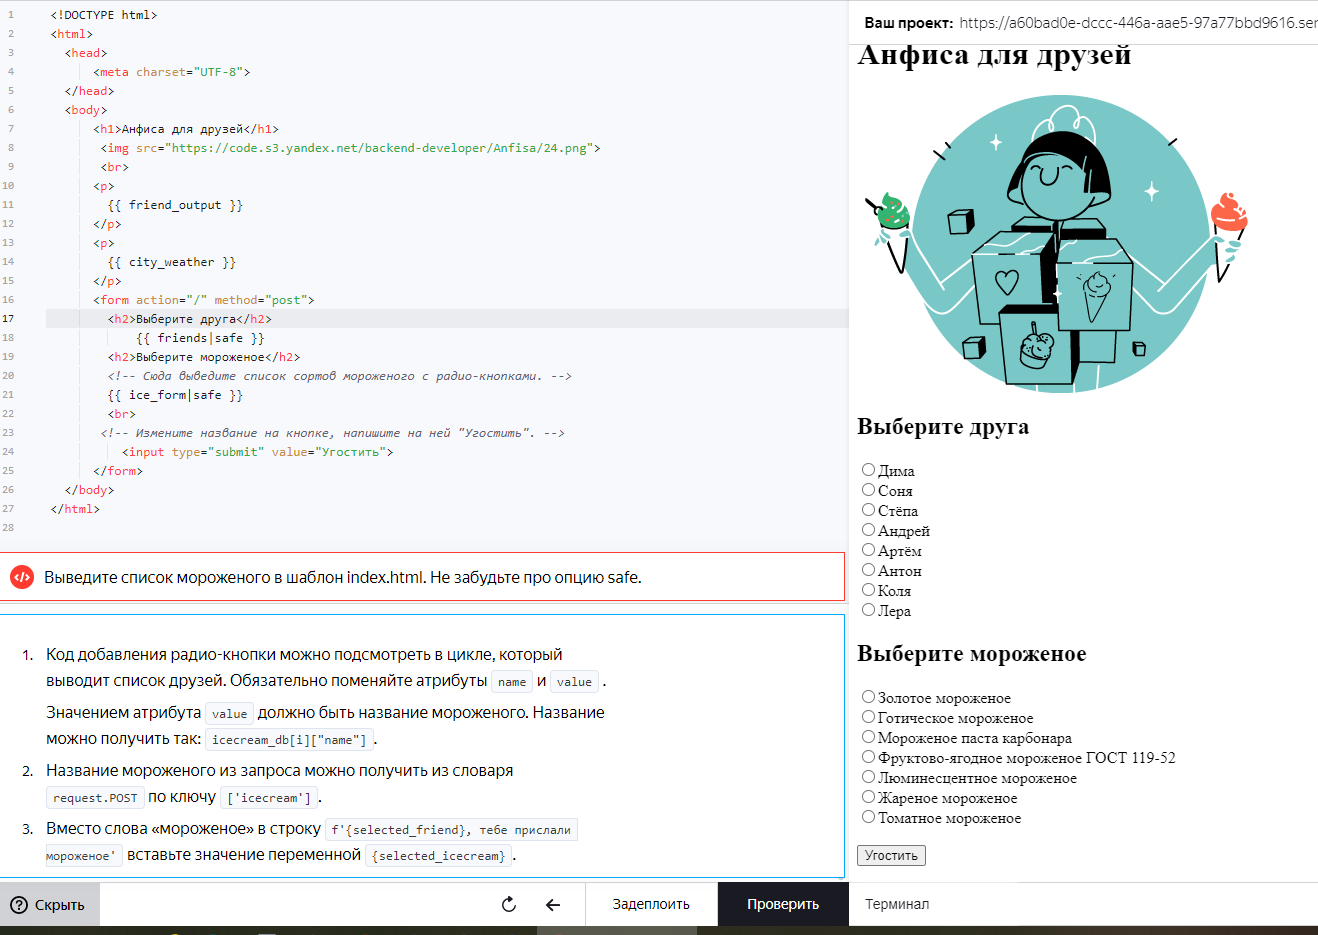 1 <!DOCTYPE html>
2 <html>
3 <head>
4 <meta charset="UTF-8">
5 </head>
6 <body>
7 <h1>Анфиса для друзей</h1>
8 <img src="https://code.s3.yandex.net/backend-developer/Anfisa/24.png">
9 <br>
10 <p>
11 {{ friend_output }}
12 </p>
13 <p>
14 {{ city_weather }}
15 </p>
16 <form action="/" method="post">
17 <h2>Выберите друга</h2>
18 {{ friends|safe }}
19 <h2>Выберите мороженое</h2>
20 <!-- Сюда выведите список сортов мороженого с радио-кнопками. -->
21 {{ ice_form|safe }}
22 <br>
23 <!-- Измените название на кнопке, напишите на ней "Угостить". -->
24 <input type="submit" value="Угостить">
25 </form>
26 </body>
27 </html>
28
</> Выведите список мороженого в шаблон index.html. Не забудьте про опцию safe.
1. Код добавления радио-кнопки можно подсмотреть в цикле, который
выводит список друзей. Обязательно поменяйте атрибуты name и value .
Значением атрибута value должно быть название мороженого. Название
можно получить так: icecream_db[i]["name"] .
2. Название мороженого из запроса можно получить из словаря
request.POST по ключу ['icecream'] .
3. Вместо слова «мороженое» в строку f'{selected_friend}, тебе прислали
мороженое' вставьте значение переменной {selected_icecream} .
? Скрыть
Задеплоить
Проверить
Ваш проект: https://a60bad0e-dccc-446a-aae5-97a77bbd9616.ser
Анфиса для друзей
Выберите друга
Дима
Соня
Стёпа
Андрей
Артём
Антон
Коля
Лера
Выберите мороженое
Золотое мороженое
Готическое мороженое
Мороженое паста карбонара
Фруктово-ягодное мороженое ГОСТ 119-52
Люминесцентное мороженое
Жареное мороженое
Томатное мороженое
Угостить
Терминал